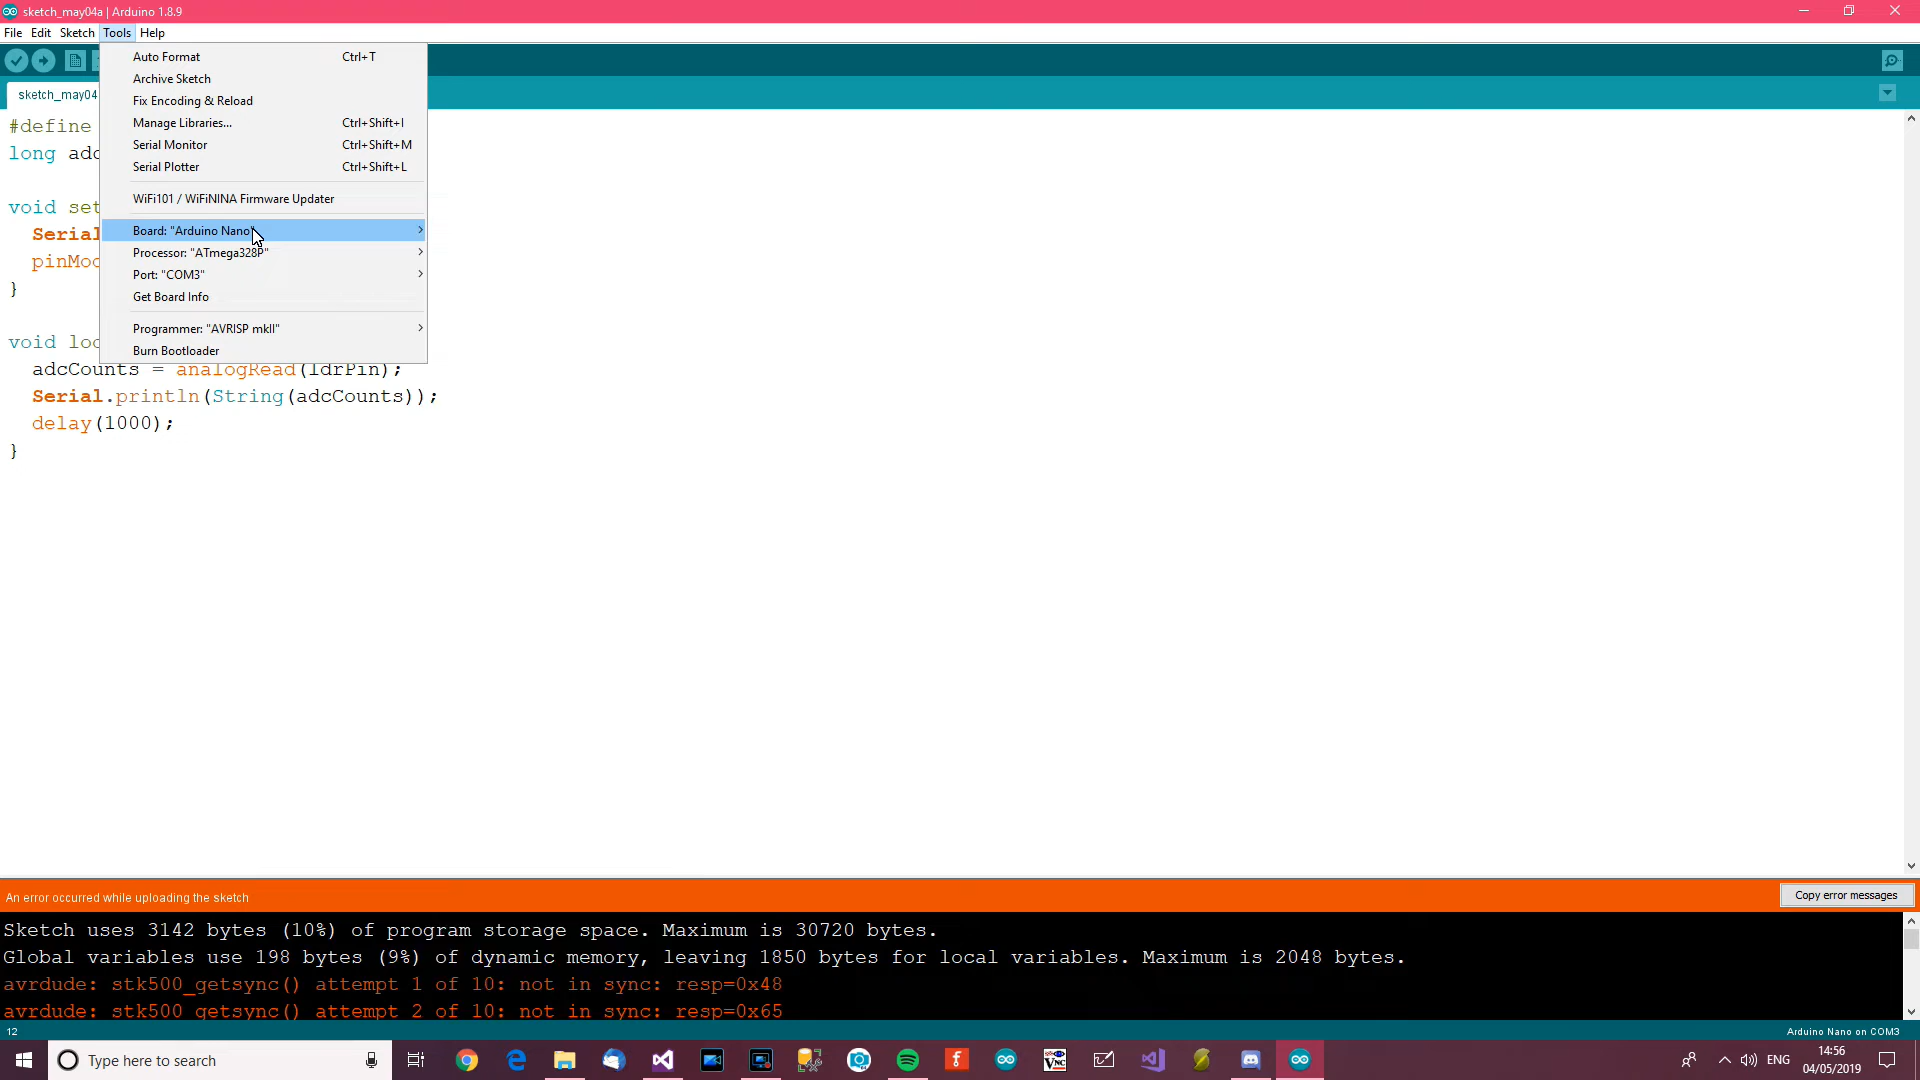 sketch_may04a | Arduino 1.8.9
File Edit Sketch Tools Help
Auto Format Ctrl+T
Archive Sketch
Fix Encoding & Reload
Manage Libraries... Ctrl+Shift+I
Serial Monitor Ctrl+Shift+M
Serial Plotter Ctrl+Shift+L
WiFi101 / WiFiNINA Firmware Updater
Board: "Arduino Nano"
Processor: "ATmega328P"
Port: "COM3"
Get Board Info
Programmer: "AVRISP mkII"
Burn Bootloader
sketch_may04
#define
long adc
void set
Serial
pinMod
}
void loo
adcCounts = analogRead(ldrPin);
Serial.println(String(adcCounts));
delay(1000);
}
An error occurred while uploading the sketch
Copy error messages
Sketch uses 3142 bytes (10%) of program storage space. Maximum is 30720 bytes.
Global variables use 198 bytes (9%) of dynamic memory, leaving 1850 bytes for local variables. Maximum is 2048 bytes.
avrdude: stk500_getsync() attempt 1 of 10: not in sync: resp=0x48
avrdude: stk500_getsync() attempt 2 of 10: not in sync: resp=0x65
12
Arduino Nano on COM3
Type here to search
ENG
14:56
04/05/2019